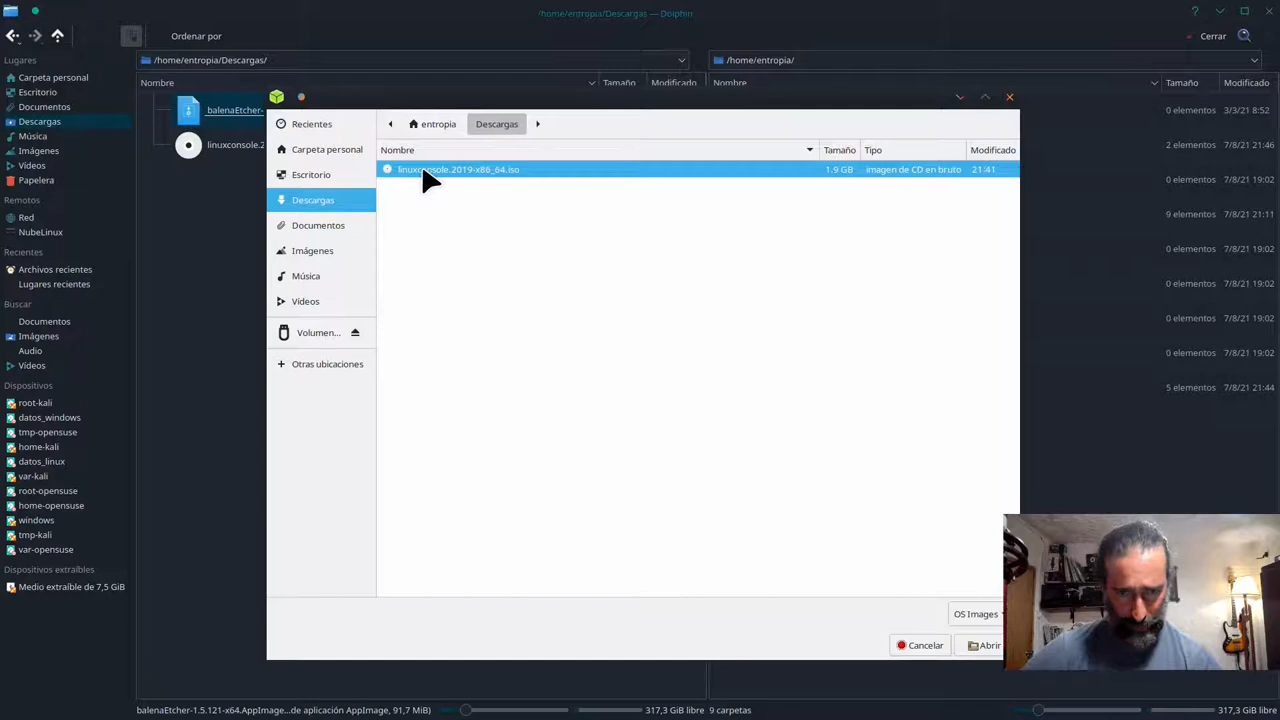 /home/entropia/Descargas — Dolphin
Ordenar por
Cerrar
Lugares
Carpeta personal
Escritorio
Documentos
Descargas
Música
Imágenes
Vídeos
Papelera
Remotos
Red
NubeLinux
Recientes
Archivos recientes
Lugares recientes
Buscar
Documentos
Imágenes
Audio
Vídeos
Dispositivos
root-kali
datos_windows
tmp-opensuse
home-kali
datos_linux
var-kali
root-opensuse
home-opensuse
windows
tmp-kali
var-opensuse
Dispositivos extraíbles
Medio extraíble de 7,5 GiB
/home/entropia/Descargas/
Nombre Tamaño Modificado
balenaEtcher-
linuxconsole.2
Recientes
Carpeta personal
Escritorio
Descargas
Documentos
Imágenes
Música
Vídeos
Volumen...
Otras ubicaciones
entropia Descargas
Nombre Tamaño Tipo Modificado
linuxconsole.2019-x86_64.iso 1.9 GB imagen de CD en bruto 21:41
OS Images
Cancelar Abrir
/home/entropia/
Nombre Tamaño Modificado
0 elementos 3/3/21 8:52
2 elementos 7/8/21 21:46
0 elementos 7/8/21 19:02
9 elementos 7/8/21 21:11
0 elementos 7/8/21 19:02
0 elementos 7/8/21 19:02
0 elementos 7/8/21 19:02
0 elementos 7/8/21 19:02
5 elementos 7/8/21 21:44
balenaEtcher-1.5.121-x64.AppImage...de aplicación AppImage, 91,7 MiB) 317,3 GiB libre
9 carpetas 317,3 GiB libre